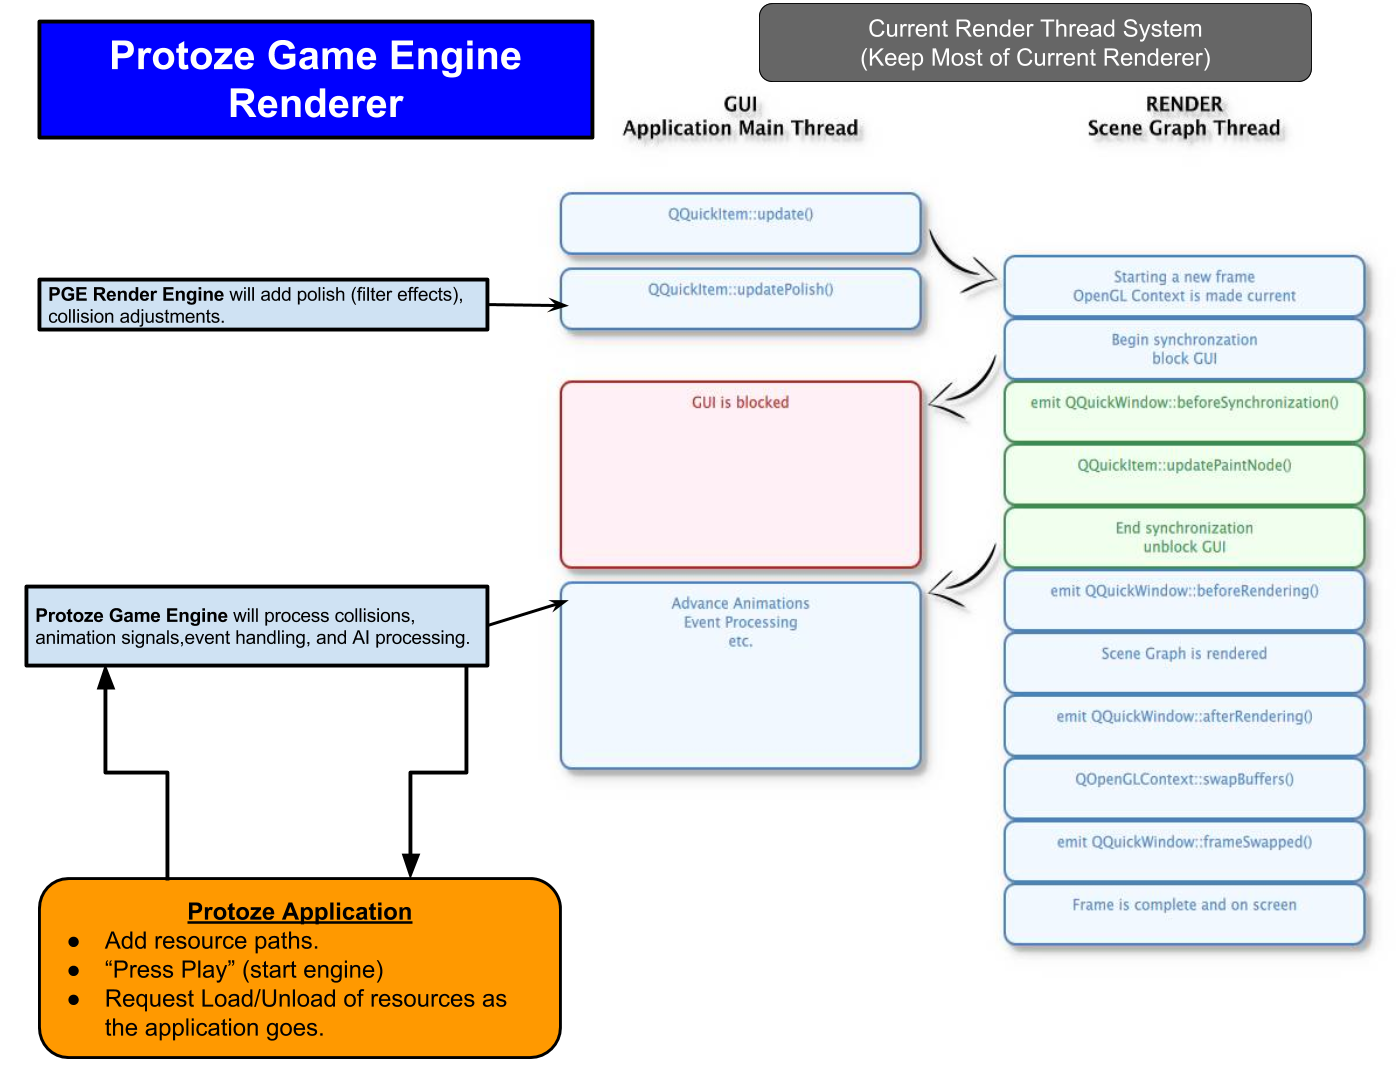 Protoze Game Engine
Renderer
Current Render Thread System
(Keep Most of Current Renderer)
GUI
Application Main Thread
RENDER
Scene Graph Thread
QQuickItem::update()
Starting a new frame
OpenGL Context is made current
PGE Render Engine will add polish (filter effects),
collision adjustments.
QQuickItem::updatePolish()
Begin synchronzation
block GUI
GUI is blocked
emit QQuickWindow::beforeSynchronization()
QQuickItem::updatePaintNode()
End synchronization
unblock GUI
Protoze Game Engine will process collisions,
animation signals,event handling, and AI processing.
Advance Animations
Event Processing
etc.
emit QQuickWindow::beforeRendering()
Scene Graph is rendered
emit QQuickWindow::afterRendering()
QOpenGLContext::swapBuffers()
emit QQuickWindow::frameSwapped()
Frame is complete and on screen
Protoze Application
● Add resource paths.
● “Press Play” (start engine)
● Request Load/Unload of resources as
the application goes.